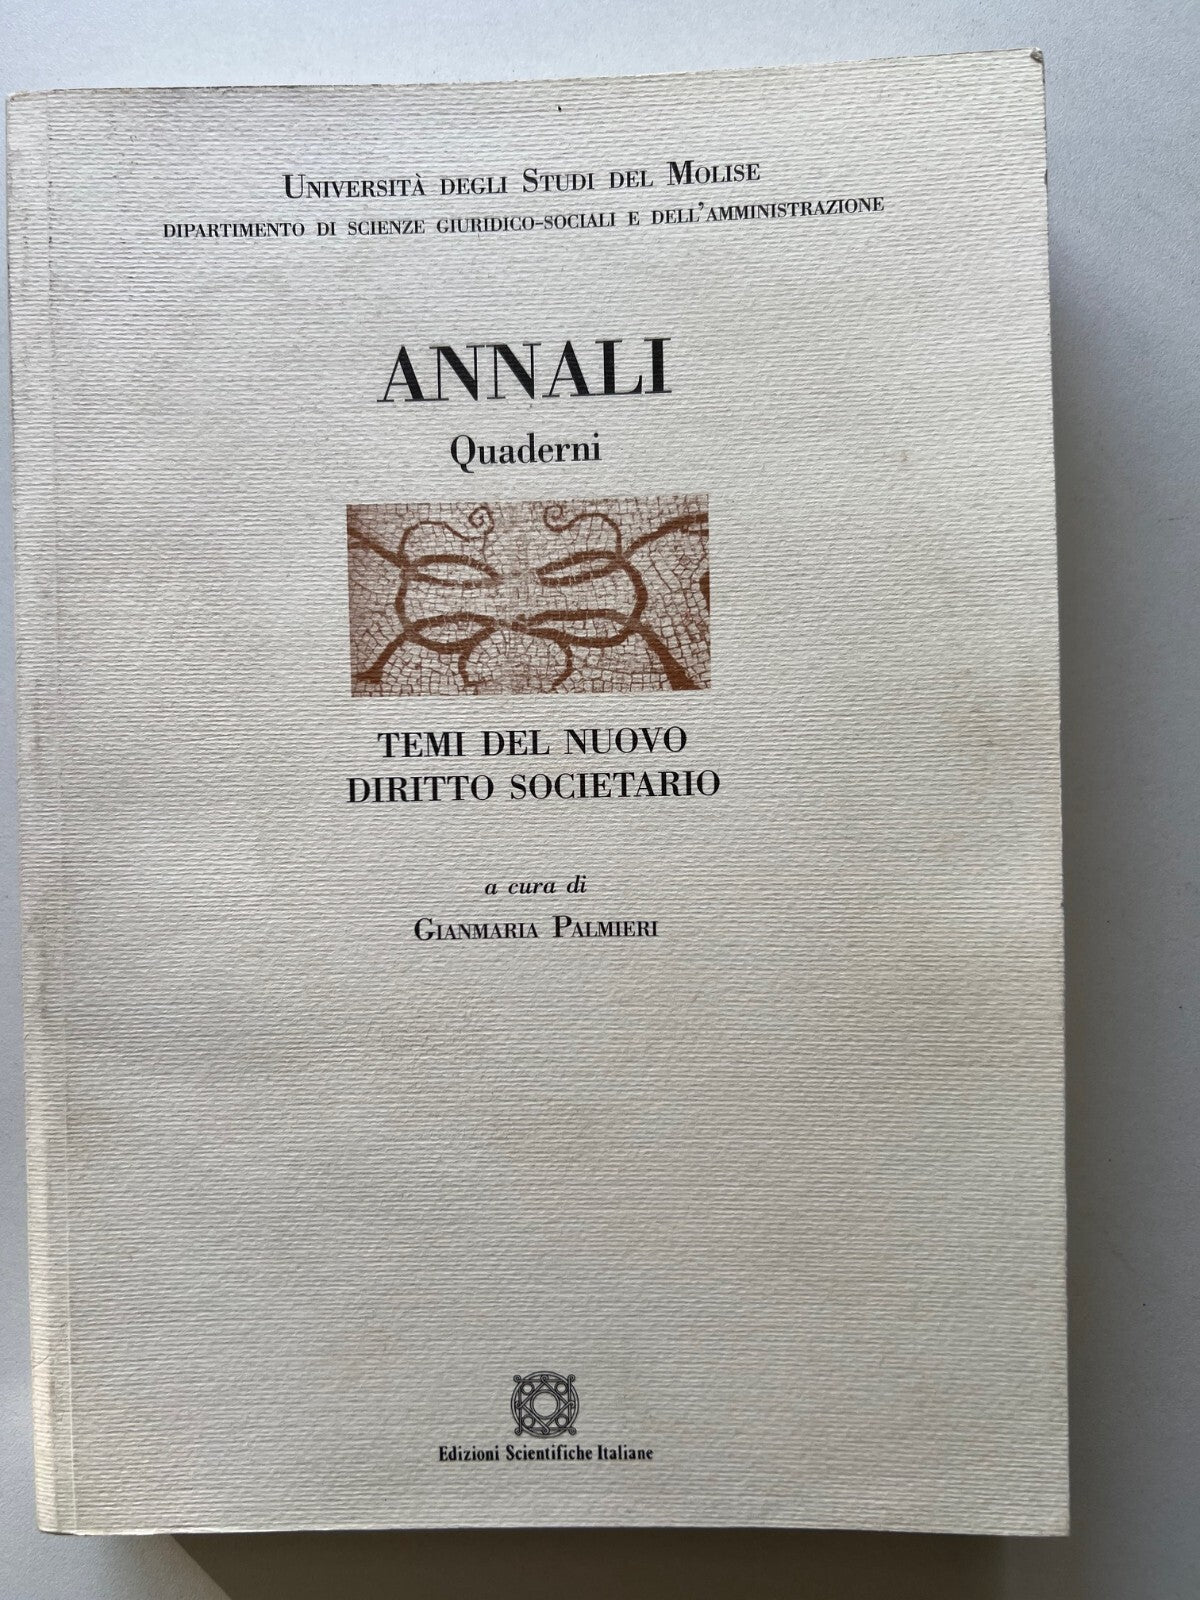 Università degli Studi del Molise
dipartimento di scienze giuridico-sociali e dell'amministrazione
ANNALI
Quaderni
TEMI DEL NUOVO
DIRITTO SOCIETARIO
a cura di
Gianmaria Palmieri
Edizioni Scientifiche Italiane